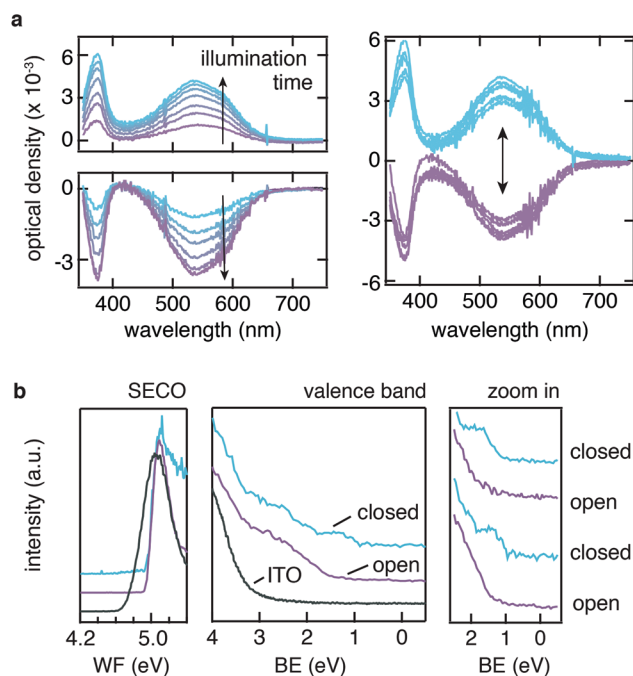 a
illumination
time
6
3
0
0
-3
400 500 600 700
wavelength (nm)
optical density (x 10⁻³)
6
3
0
-3
-6
400 500 600 700
wavelength (nm)
b
SECO
valence band
zoom in
intensity (a.u.)
closed
open
ITO
closed
open
closed
open
4.2 5.0
WF (eV)
4 3 2 1 0
BE (eV)
2 1 0
BE (eV)